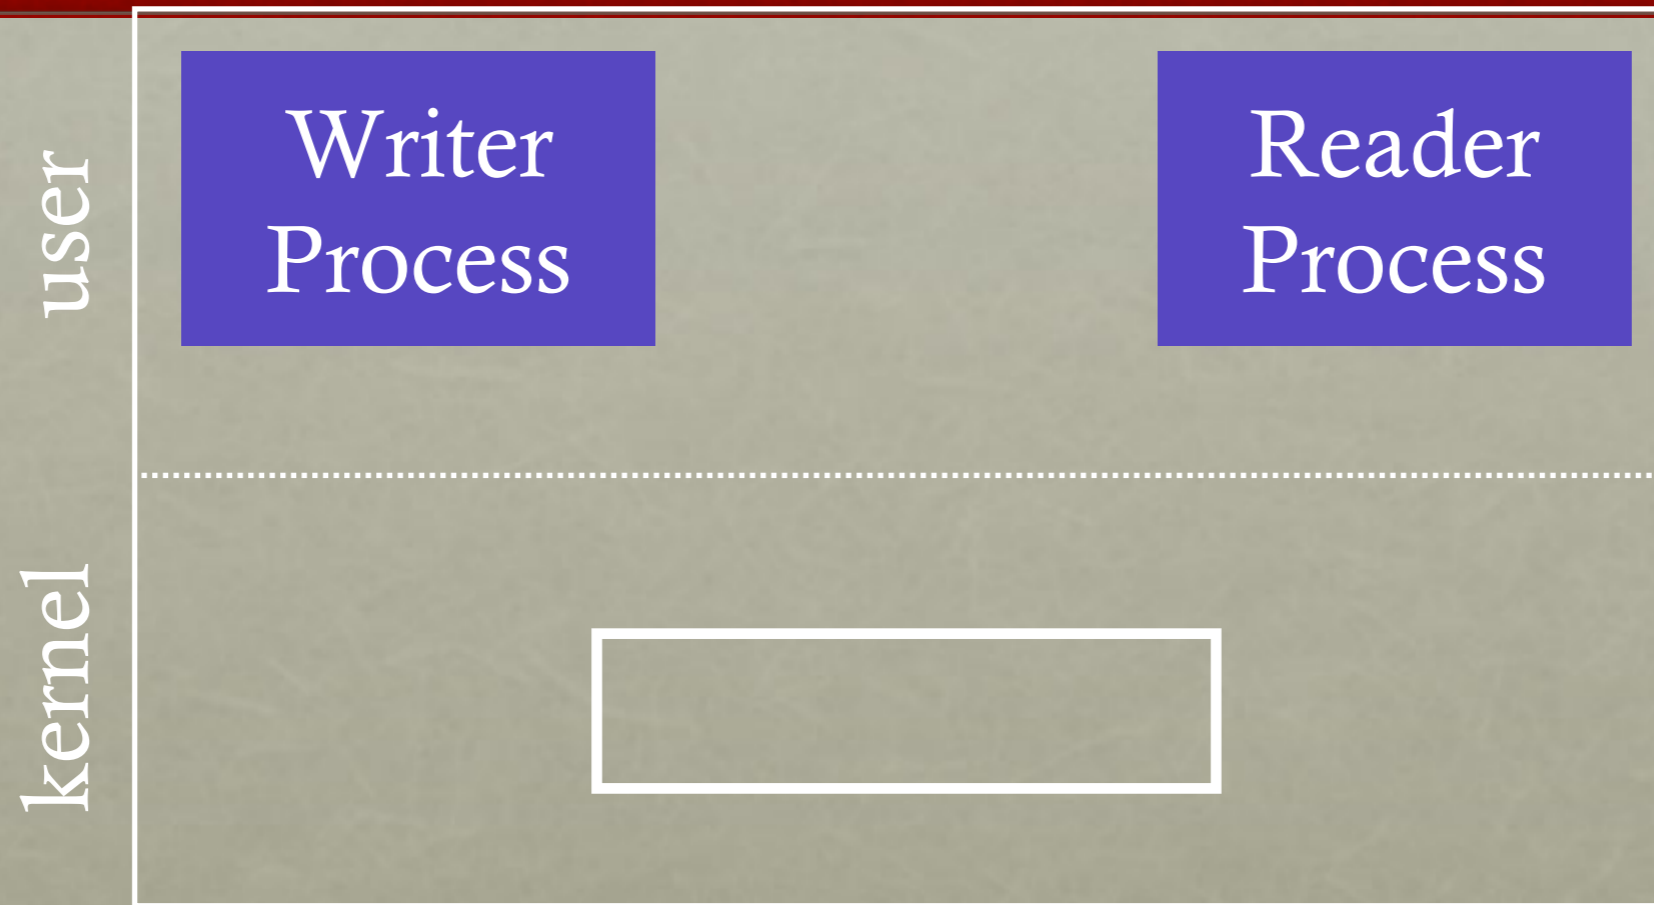 user
Writer
Process
Reader
Process
kernel